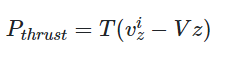 P_{thrust} = T(v_z^i − Vz)